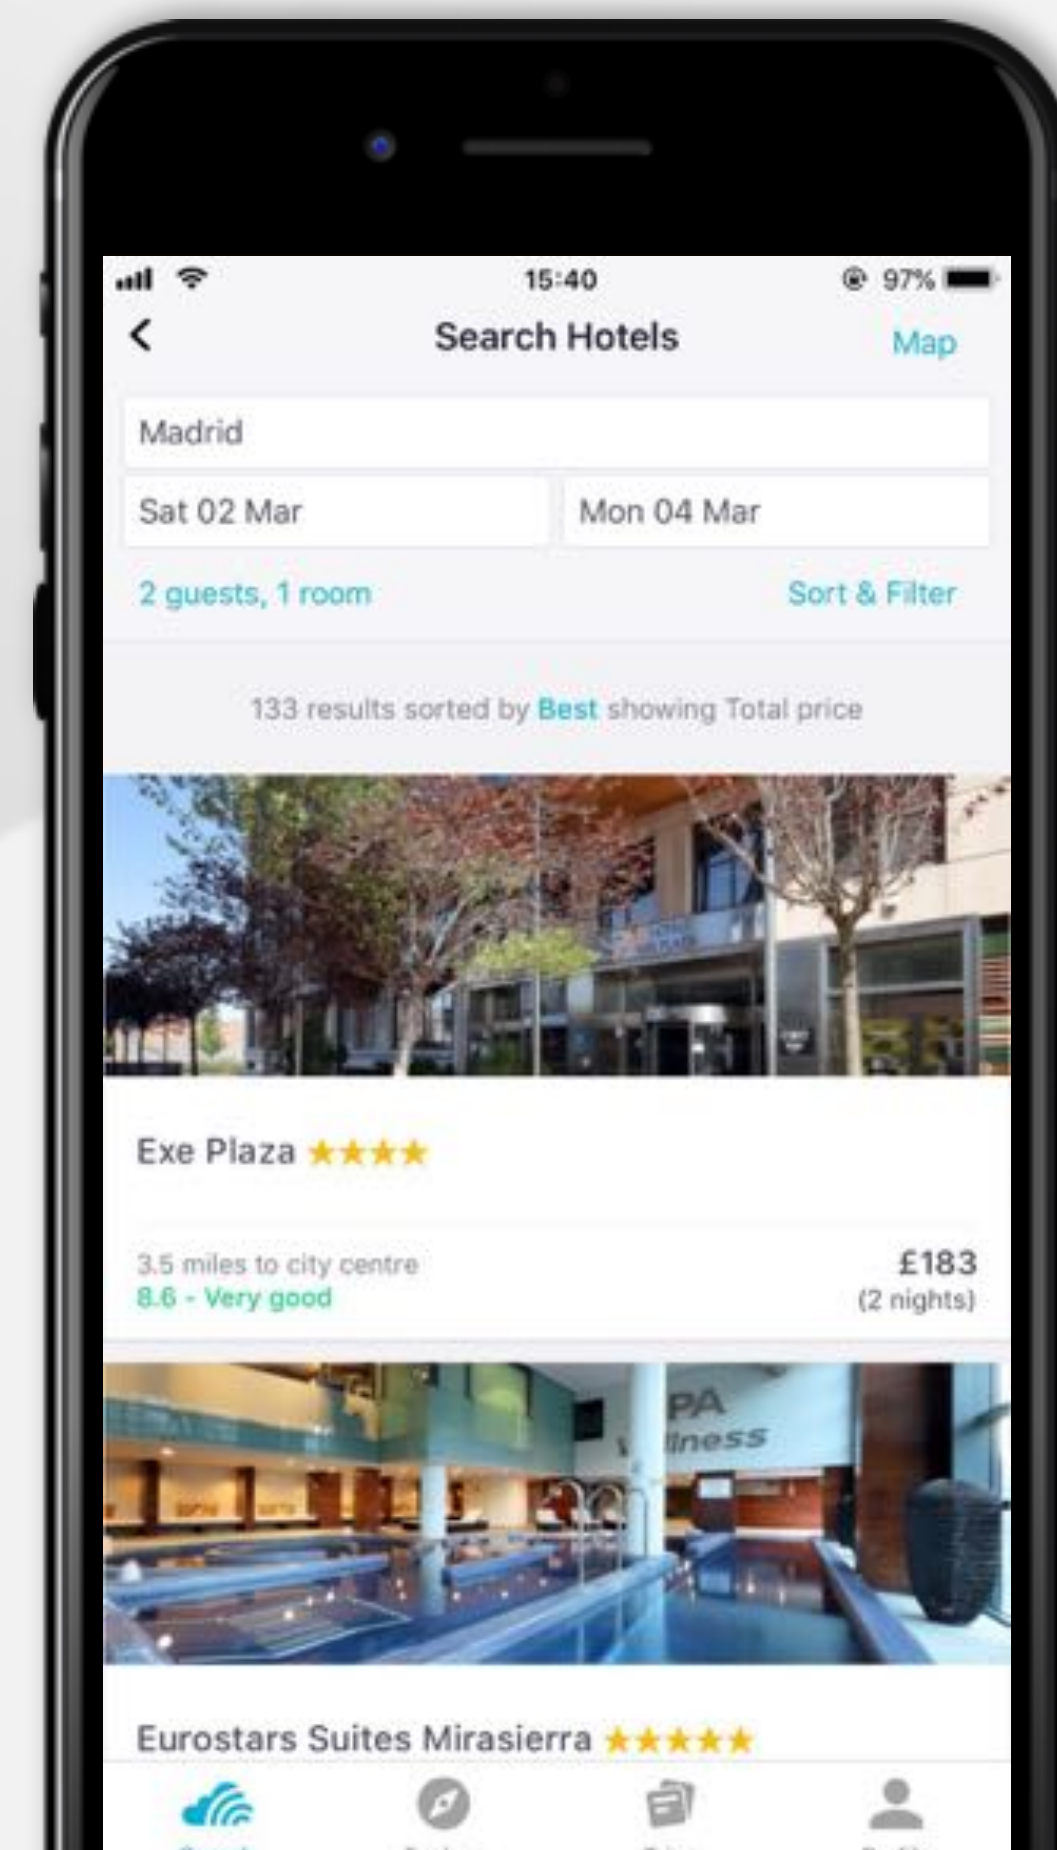 15:40
97%
Search Hotels
Map
Madrid
Sat 02 Mar
Mon 04 Mar
2 guests, 1 room
Sort & Filter
133 results sorted by Best showing Total price
Exe Plaza
3.5 miles to city centre
8.6 - Very good
£183
(2 nights)
Eurostars Suites Mirasierra